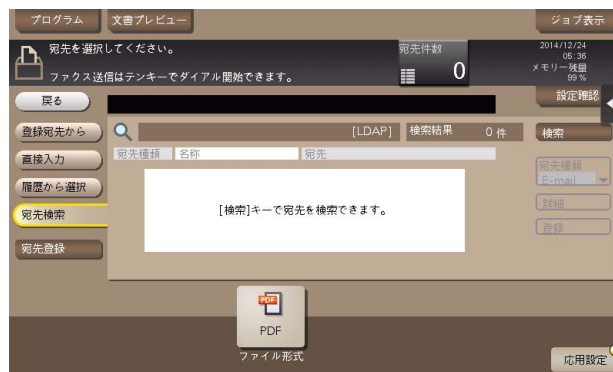 プログラム
文書プレビュー
ジョブ表示
宛先を選択してください。
ファクス送信はテンキーでダイアル開始できます。
宛先件数
0
2014/12/24
05:36
メモリー残量
99 %
戻る
設定確認
登録宛先から
[LDAP]
検索結果
0 件
検索
直接入力
宛先種類
名称
宛先
宛先種類
E-mail
履歴から選択
詳細
宛先検索
[検索]キーで宛先を検索できます。
登録
宛先登録
PDF
PDF
ファイル形式
応用設定